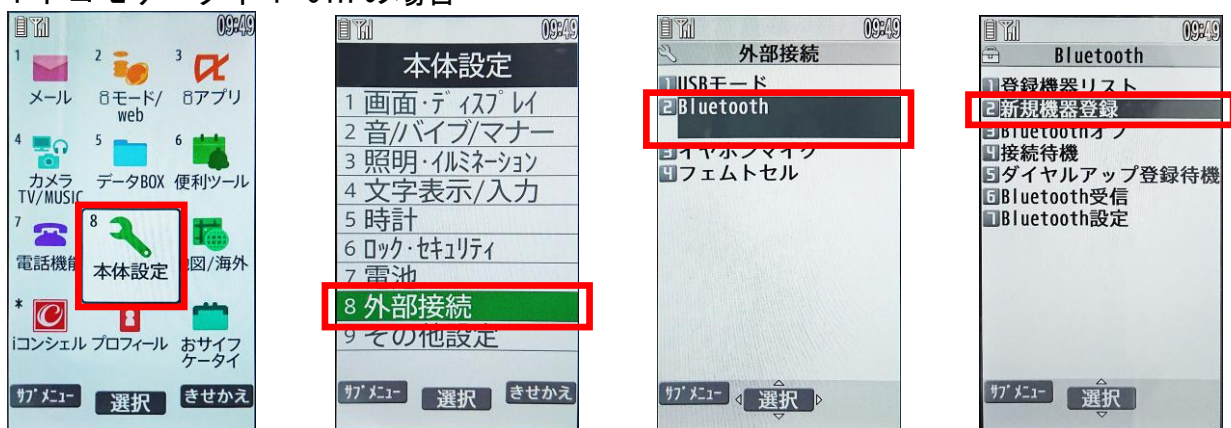 09:49
1 2 3
メール 8モード/ 8アプリ
web
4 5 6
カメラ データBOX 便利ツール
TV/MUSIC
7 8
電話機能 本体設定 図/海外
*
iコンシェル プロフィール おサイフ
ケータイ
サブメニュー 選択 きせかえ
09:49
本体設定
1 画面・ディスプレイ
2 音/バイブ/マナー
3 照明・イルミネーション
4 文字表示/入力
5 時計
6 ロック・セキュリティ
7 電池
8 外部接続
9 その他設定
サブメニュー 選択 きせかえ
09:49
外部接続
1 USBモード
2 Bluetooth
3 イヤホンマイク
4 フェムトセル
サブメニュー 選択
09:49
Bluetooth
1 登録機器リスト
2 新規機器登録
3 Bluetoothオフ
4 接続待機
5 ダイヤルアップ登録待機
6 Bluetooth受信
7 Bluetooth設定
サブメニュー 選択